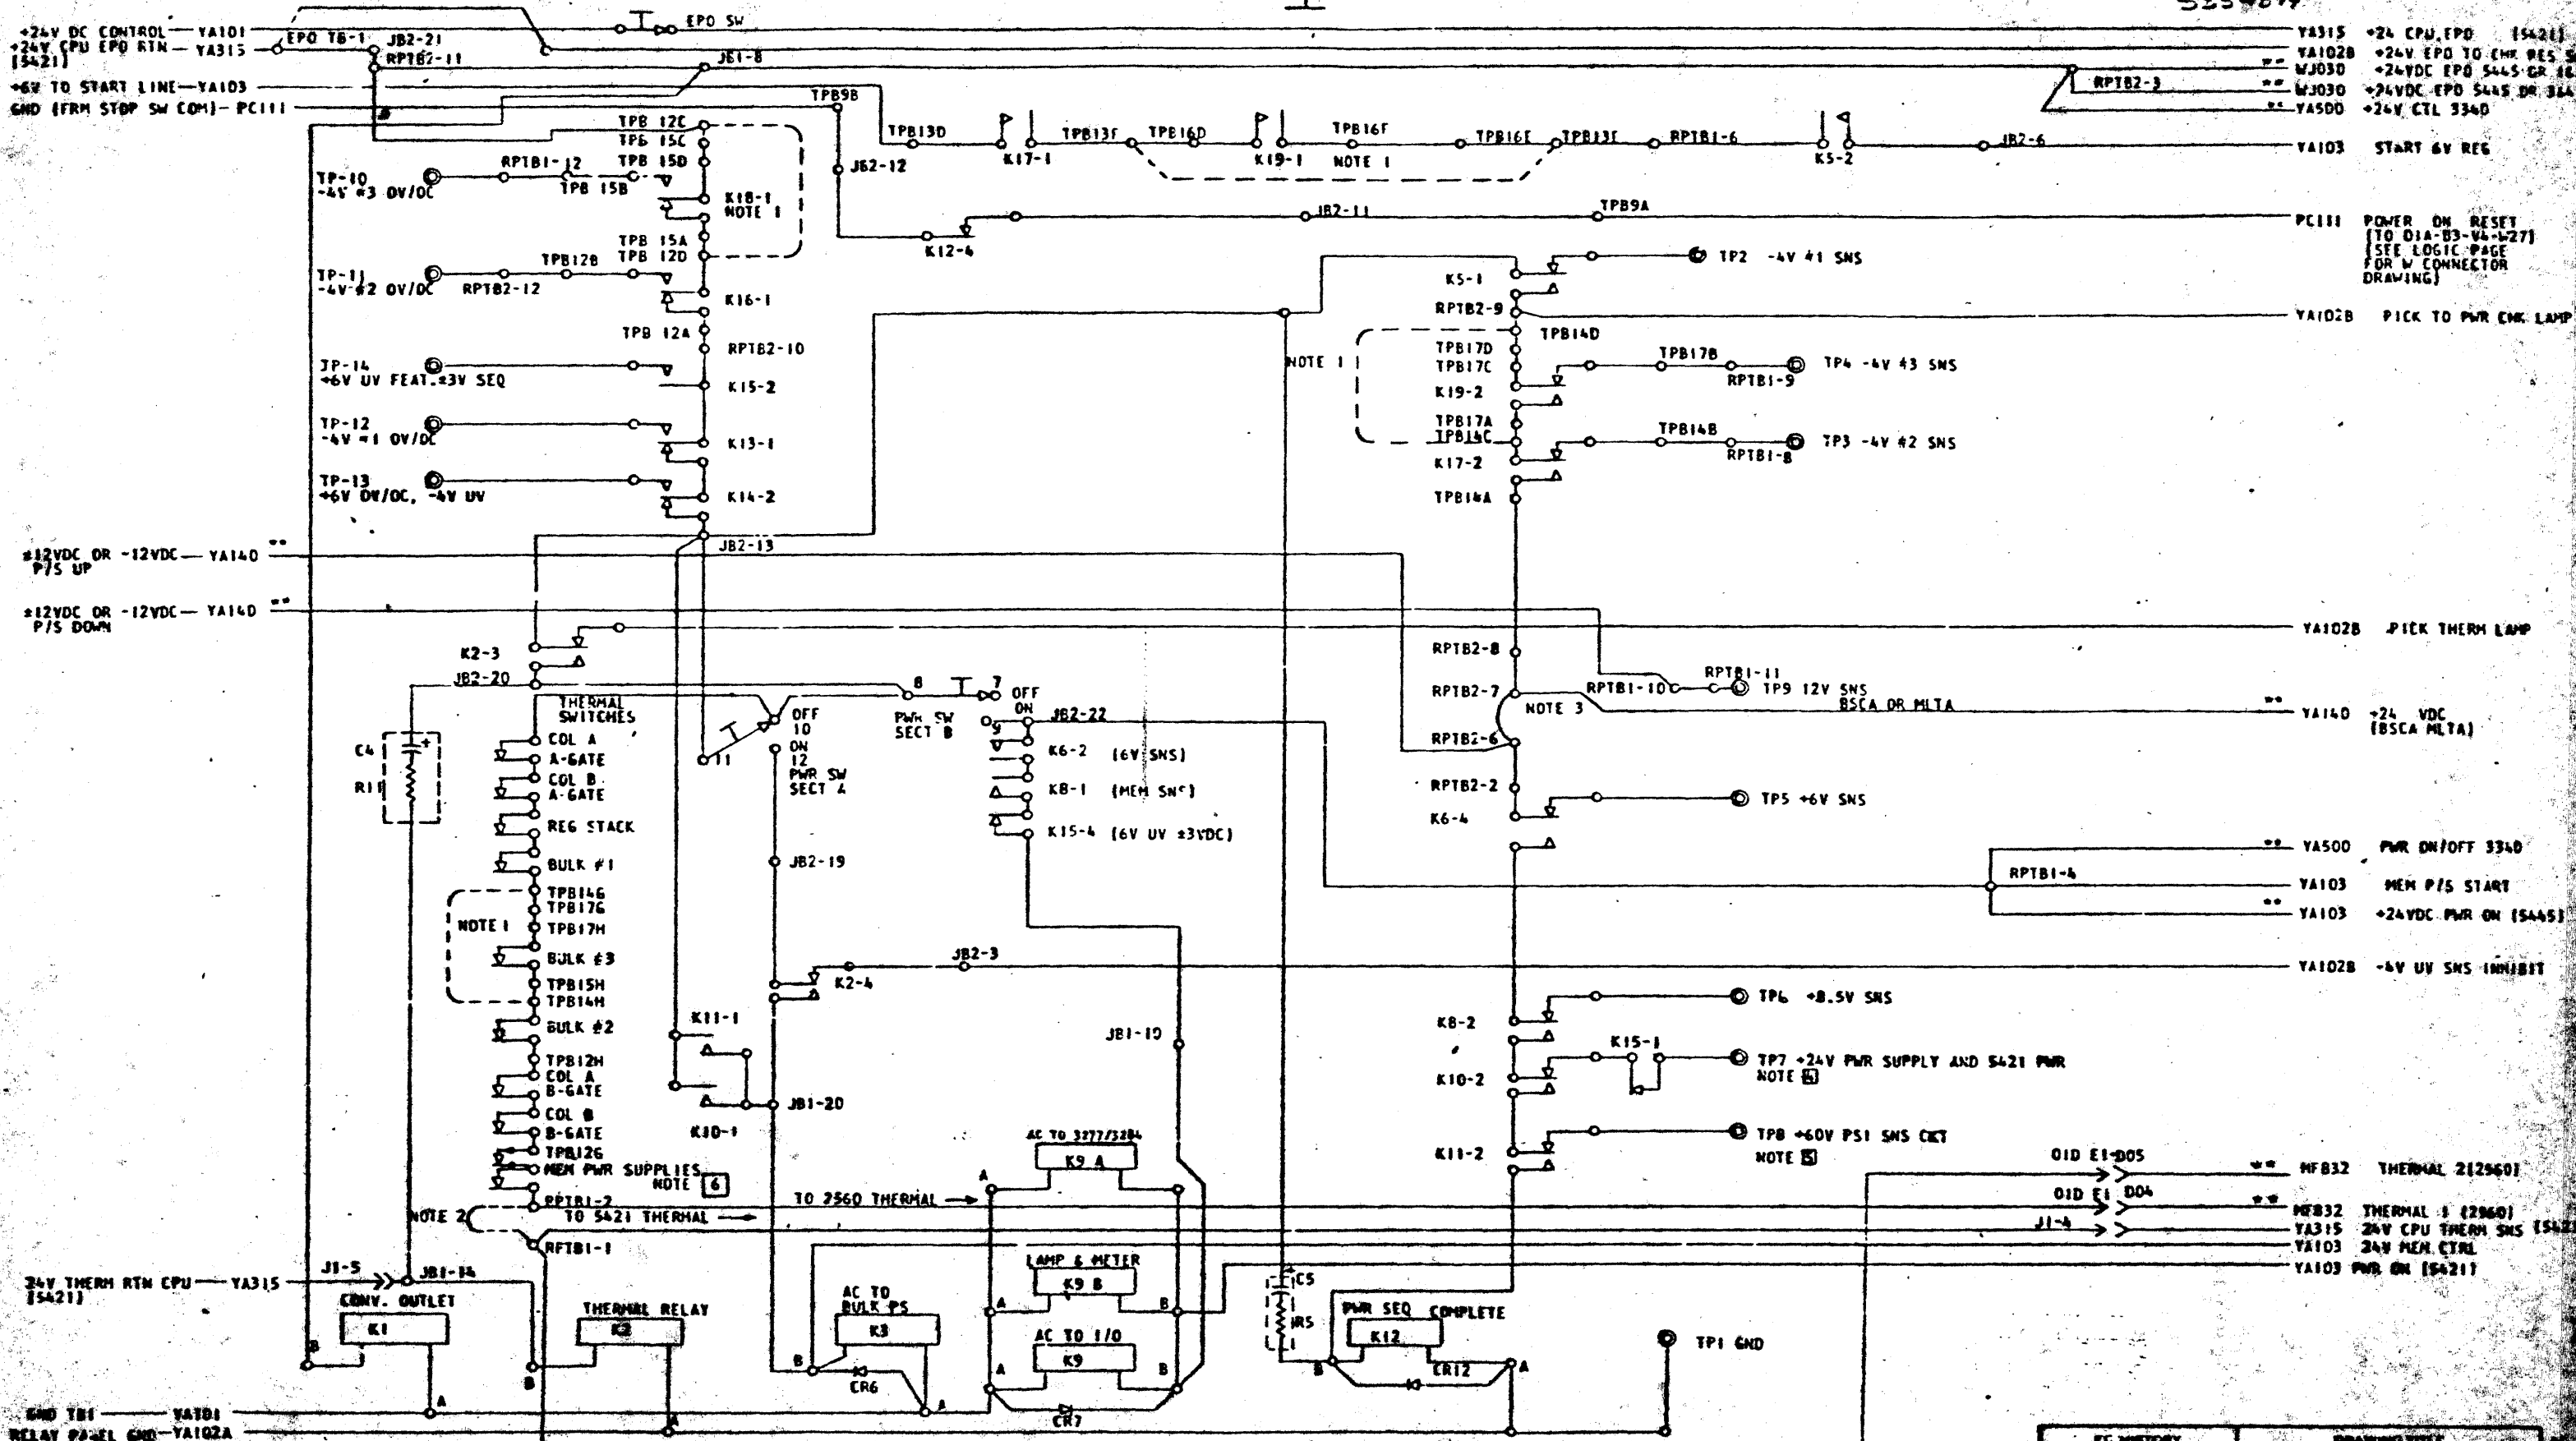 +24V DC CONTROL — YA101
+24V CPU EPO RTN — YA315
[5421]
EPO TB-1
JB2-21
RPTB2-11
EPO SW
+6V TO START LINE — YA103
GND (FRM STOP SW COM) — PC111
B
JB1-8
TPB9B
YA315 +24 CPU EPO [5421]
YA102B +24V EPO TO CHK RES
** WJ030 +24VDC EPO 5445 OR
** WJ030 +24VDC EPO 5445 OR
** YA500 +24V CTL 3340
RPTB2-3
TPB 12C
TPB 15C
TPB 15D
RPTB1-12
TPB 15B
TP-10
-4V #3 OV/OC
K18-1
NOTE 1
TPB 15A
TPB 12D
TPB13D
K17-1
TPB13F
TPB16D
K19-1
TPB16F
NOTE 1
TPB16E
TPB13E
RPTB1-6
K5-2
JB2-6
YA103 START 6V REG
JB2-12
K12-4
JB2-11
TPB9A
PC111 POWER ON RESET
[TO 01A-B3-V4-W27]
[SEE LOGIC PAGE
FOR W CONNECTOR
DRAWING]
TP-11
-4V #2 OV/OC
TPB12B
RPTB2-12
K16-1
TPB 12A
RPTB2-10
TP-14
+6V UV FEAT.±3V SEQ
K15-2
TP-12
-4V #1 OV/OC
K13-1
TP-13
+6V OV/OC, -4V UV
K14-2
JB2-13
K5-1
TP2 -4V #1 SNS
RPTB2-9
YA102B PICK TO PWR CHK LAMP
NOTE 1
TPB14D
TPB17D
TPB17C
K19-2
TPB17B
RPTB1-9
TP4 -4V #3 SNS
TPB17A
TPB14C
K17-2
TPB14B
RPTB1-8
TP3 -4V #2 SNS
TPB14A
±12VDC OR -12VDC — YA140 **
P/S UP
±12VDC OR -12VDC — YA140 **
P/S DOWN
K2-3
JB2-20
YA102B PICK THERM LAMP
RPTB2-8
RPTB2-7
NOTE 3
RPTB2-6
RPTB2-2
RPTB1-10
RPTB1-11
TP9 12V SNS
BSCA OR MLTA
** YA140 +24 VDC
[BSCA MLTA]
THERMAL
SWITCHES
C4
+
R11
COL A
A-GATE
COL B
A-GATE
REG STACK
BULK #1
TPB14G
TPB17G
NOTE 1
TPB17H
BULK #3
TPB15H
TPB14H
BULK #2
TPB12H
COL A
B-GATE
COL B
B-GATE
TPB12G
MEM PWR SUPPLIES
NOTE 6
RPTB1-2
NOTE 2
RPTB1-1
11
OFF
10
ON
12
PWR SW
SECT A
8
7
PWR SW
SECT B
OFF
ON
9
JB2-22
K6-2 (6V SNS)
K8-1 (MEM SNS)
K15-4 (6V UV ±3VDC)
JB2-19
K6-4
TP5 +6V SNS
** YA500 PWR ON/OFF 3340
RPTB1-4
YA103 MEM P/S START
** YA103 +24VDC PWR ON [5445]
JB2-3
K2-4
YA102B -4V UV SNS INHIBIT
K11-1
K10-1
JB1-20
JB1-10
K8-2
TP6 +8.5V SNS
K15-1
K10-2
TP7 +24V PWR SUPPLY AND 5421 PWR
NOTE 4
K11-2
TP8 +60V PSI SNS CKT
NOTE 5
AC TO 3277/3284
K9 A
A
TO 2560 THERMAL
TO 5421 THERMAL
01D E1-D05
** MF832 THERMAL 2[2560]
01D E1 D04
** MF832 THERMAL 1 [2560]
J1-4
YA315 24V CPU THERM SNS
YA103 24V MEM CTRL
YA103 PWR ON [5421]
24V THERM RTN CPU — YA315
[5421]
J1-5
JB1-14
CONV. OUTLET
K1
B
A
THERMAL RELAY
K2
B
A
AC TO
BULK PS
K3
B
CR6
A
LAMP & METER
K9 B
A
B
AC TO I/O
K9
A
B
CR7
C5
R5
PWR SEQ COMPLETE
K12
B
CR12
A
TP1 GND
GND TB1 — YA101
RELAY PANEL GND — YA102A
EC HISTORY
DRAWING TITLE